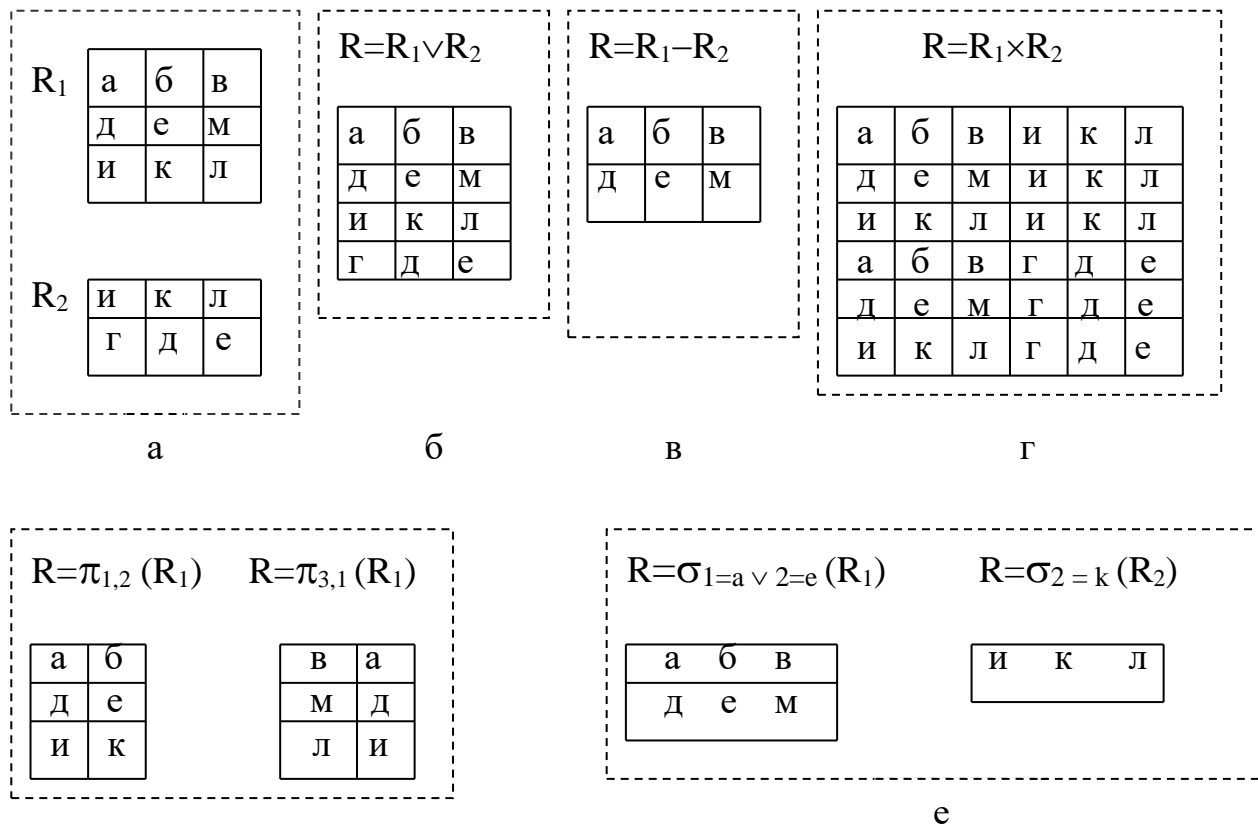 R₁
а б в
д е м
и к л
R₂
и к л
г д е
а
R=R₁∨R₂
а б в
д е м
и к л
г д е
б
R=R₁−R₂
а б в
д е м
в
R=R₁×R₂
а б в и к л
д е м и к л
и к л и к л
а б в г д е
д е м г д е
и к л г д е
г
R=π₁,₂ (R₁)
а б
д е
и к
R=π₃,₁ (R₁)
в а
м д
л и
R=σ₁₌ₐ ∨ ₂₌ₑ (R₁)
а б в
д е м
R=σ₂ ₌ ₖ (R₂)
и к л
е